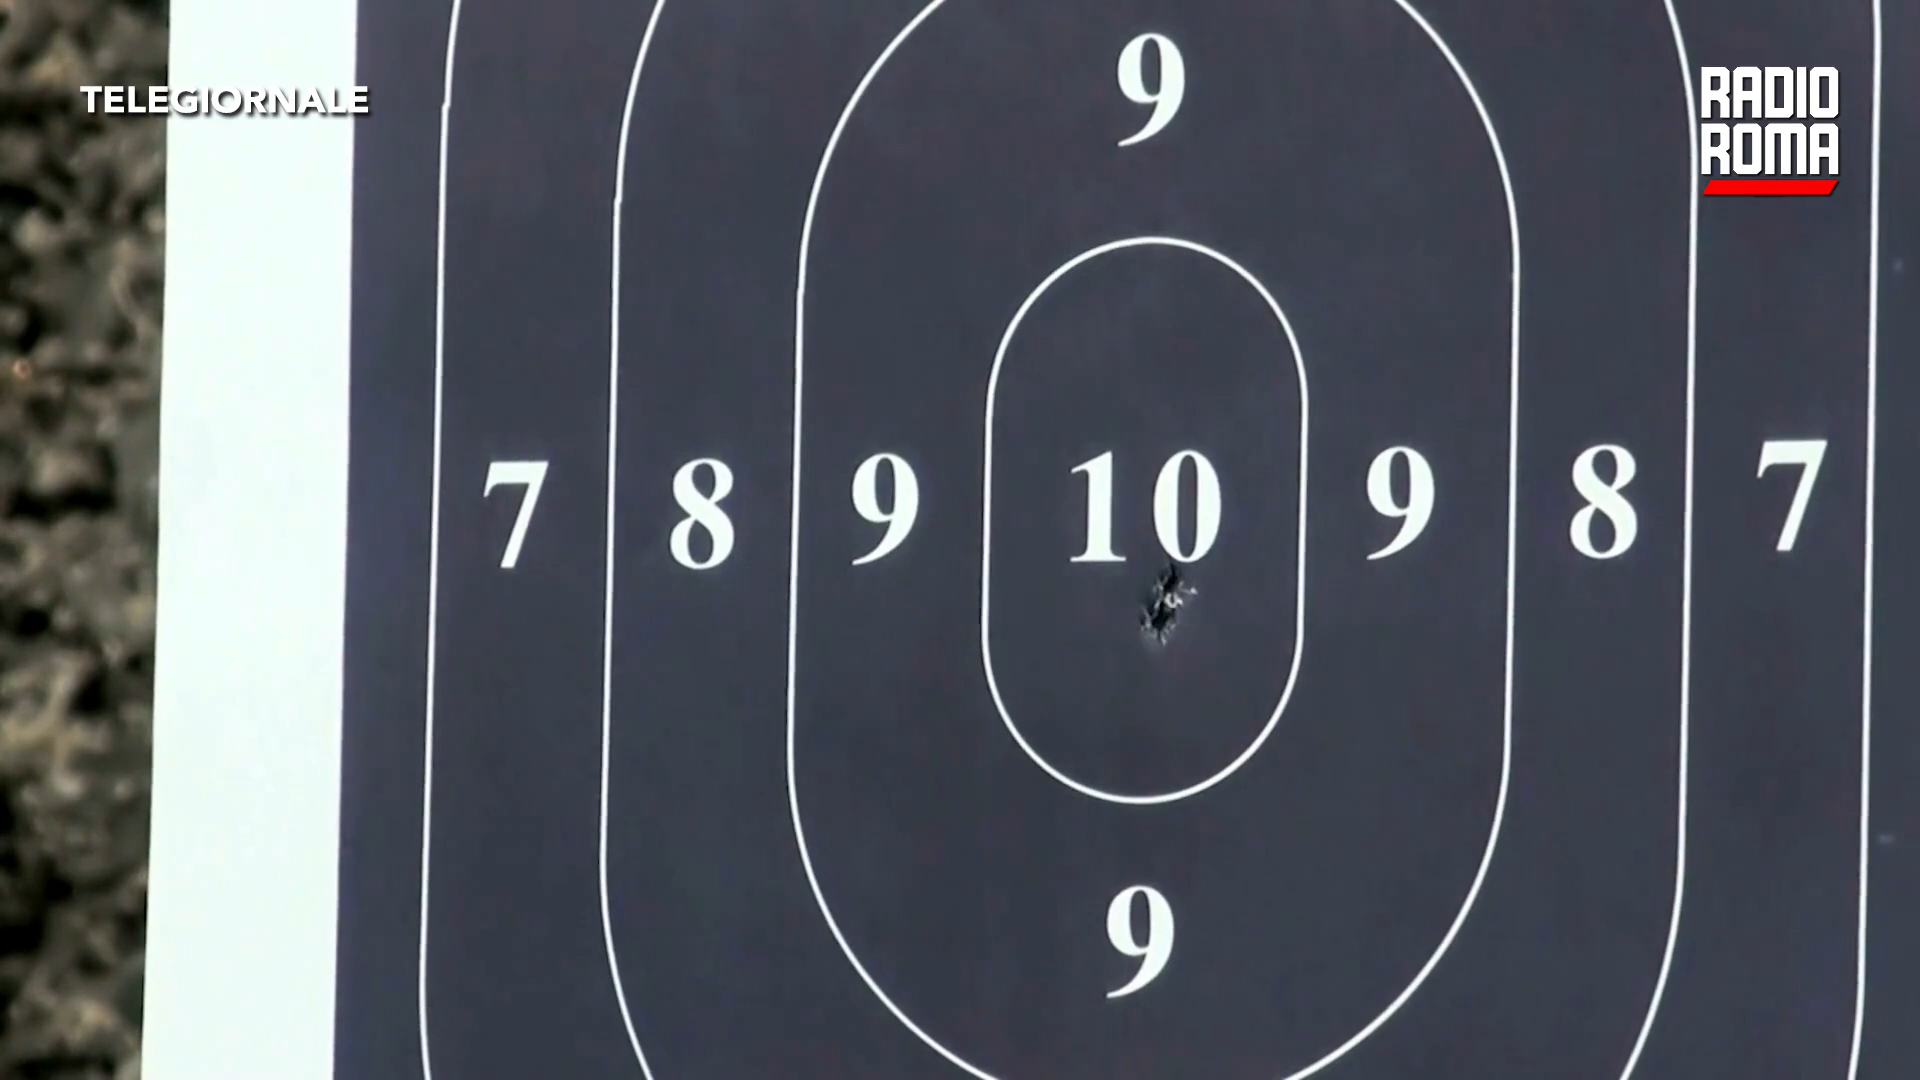 TELEGIORNALE
RADIO
ROMA
9
7 8 9 10 9 8 7
9